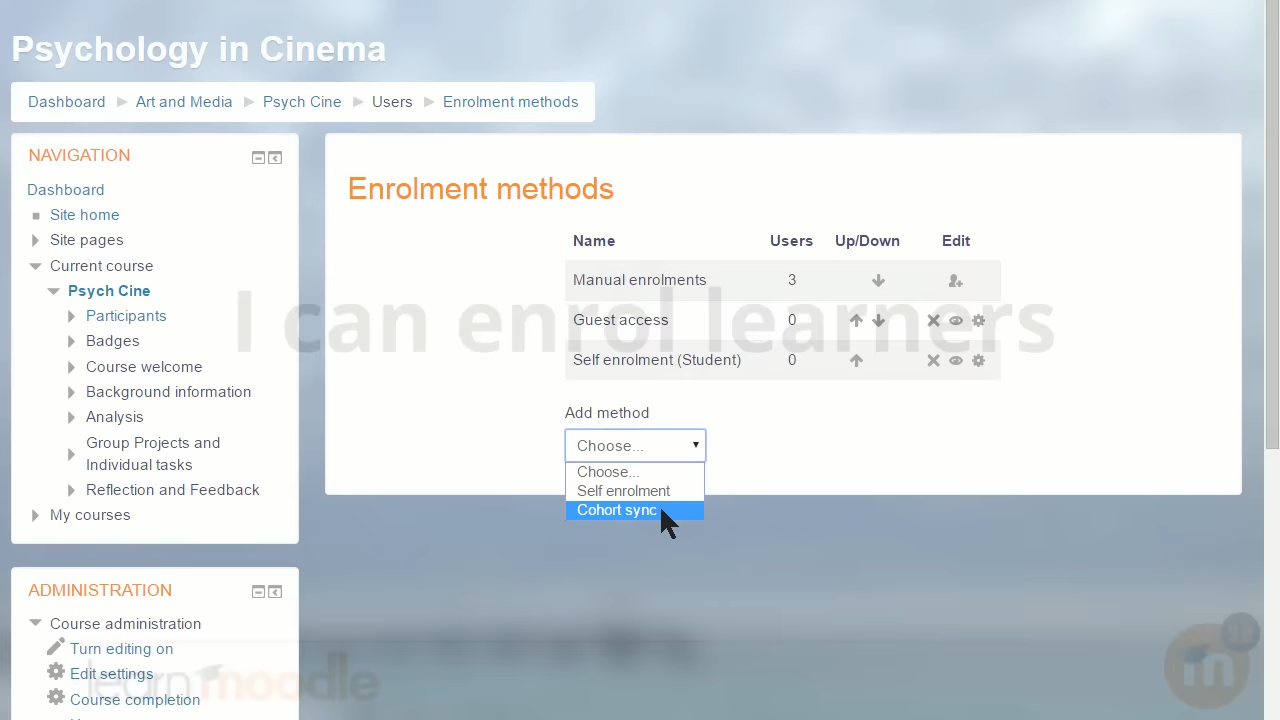 Psychology in Cinema
Dashboard Art and Media Psych Cine Users Enrolment methods
NAVIGATION
Dashboard
Site home
Site pages
Current course
Psych Cine
Participants
Badges
Course welcome
Background information
Analysis
Group Projects and
Individual tasks
Reflection and Feedback
My courses
ADMINISTRATION
Course administration
Turn editing on
Edit settings
Course completion
Enrolment methods
Name Users Up/Down Edit
Manual enrolments 3
Guest access 0
Self enrolment (Student) 0
Add method
Choose...
Choose...
Self enrolment
Cohort sync
I can enrol learners
learn moodle